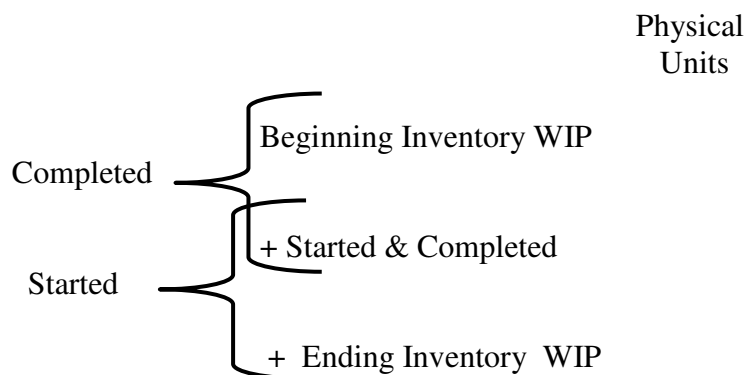 Physical
Units
Beginning Inventory WIP
Completed
+ Started & Completed
Started
+ Ending Inventory WIP